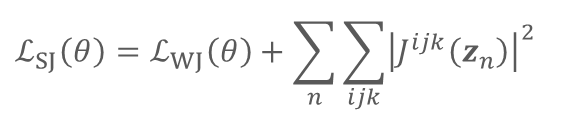 ℒ_SJ(θ) = ℒ_WJ(θ) + ∑_n ∑_ijk |J^ijk(𝐳_n)|^2